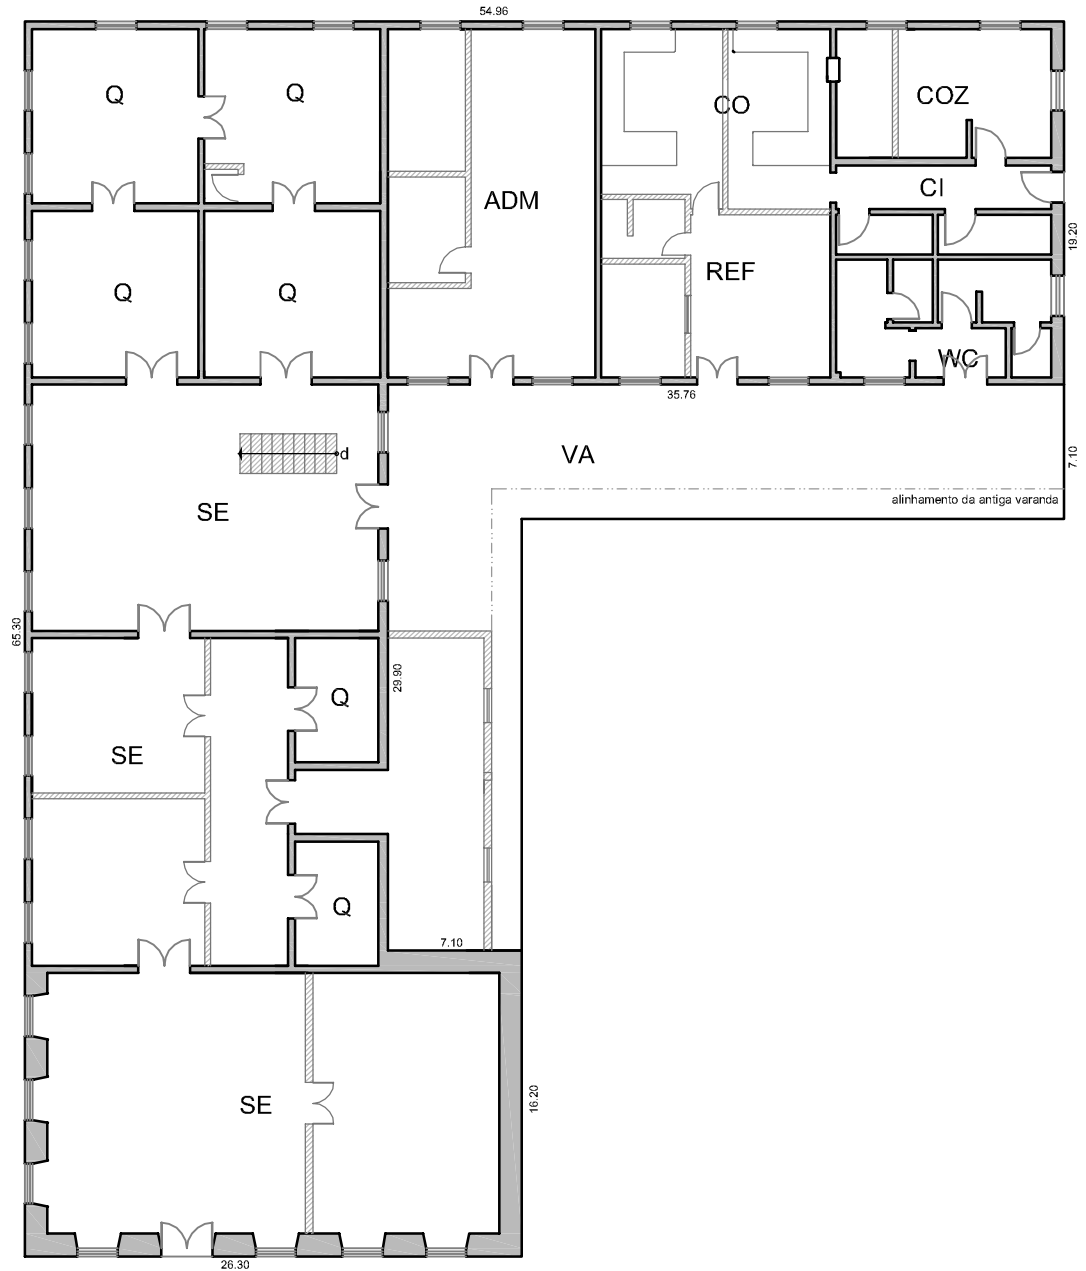 54.96
Q
Q
CO
COZ
CI
ADM
19.20
REF
Q
Q
WC
35.76
d
VA
7.10
alinhamento da antiga varanda
SE
65.30
29.90
Q
SE
Q
7.10
SE
16.20
26.30